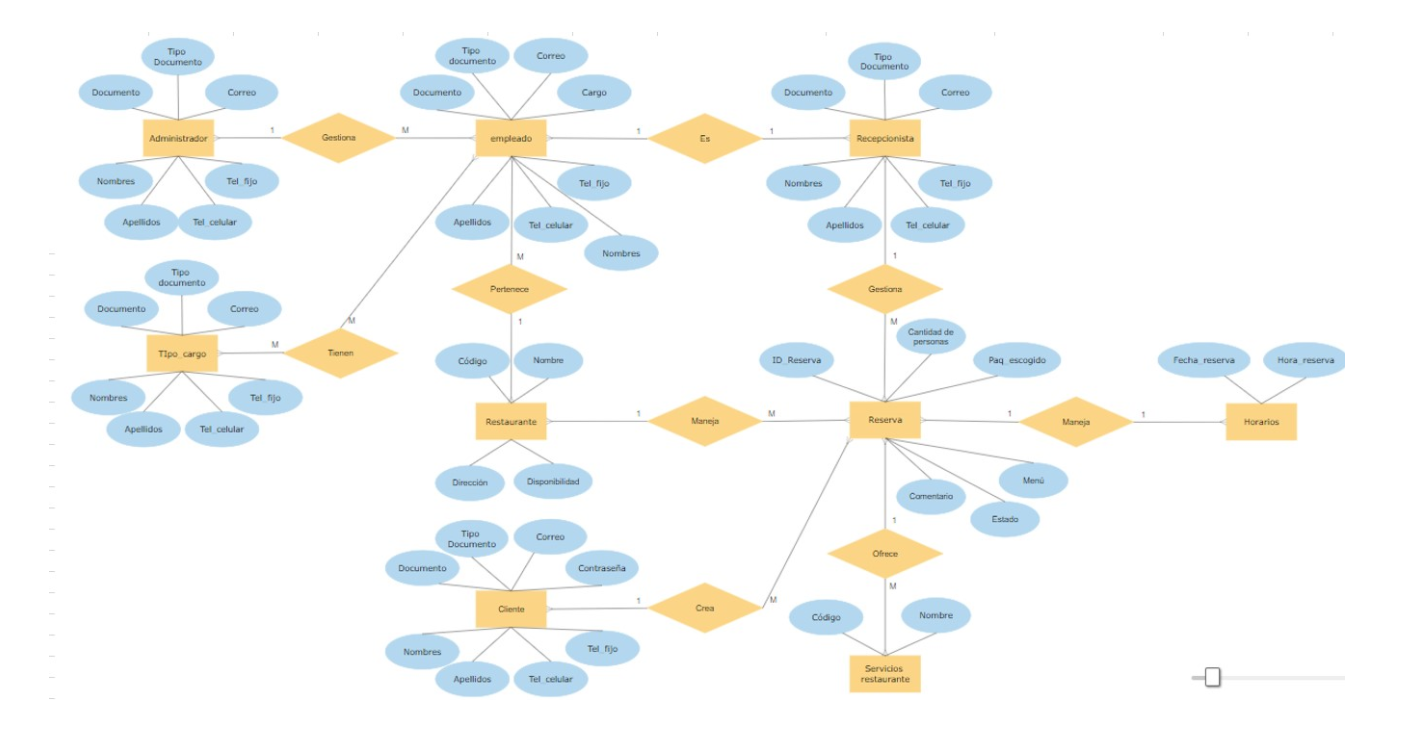 Tipo
Documento
Documento
Correo
Administrador
1
Gestiona
M
Nombres
Tel_fijo
Apellidos
Tel_celular
Tipo
documento
Correo
Documento
Cargo
empleado
1
Es
1
Apellidos
Tel_celular
Tel_fijo
Nombres
Tipo
Documento
Documento
Correo
Recepcionista
Nombres
Tel_fijo
Apellidos
Tel_celular
Tipo
documento
Documento
Correo
TIpo_cargo
M
Tienen
M
Nombres
Tel_fijo
Apellidos
Tel_celular
M
Pertenece
1
Código
Nombre
Restaurante
1
Maneja
M
Dirección
Disponibilidad
1
Gestiona
M
Cantidad de
personas
ID_Reserva
Paq_escogido
Reserva
1
Maneja
1
Fecha_reserva
Hora_reserva
Horarios
Comentario
Menú
Estado
Tipo
Documento
Correo
Documento
Contraseña
Cliente
1
Crea
M
Nombres
Tel_fijo
Apellidos
Tel_celular
1
Ofrece
M
Código
Nombre
Servicios
restaurante